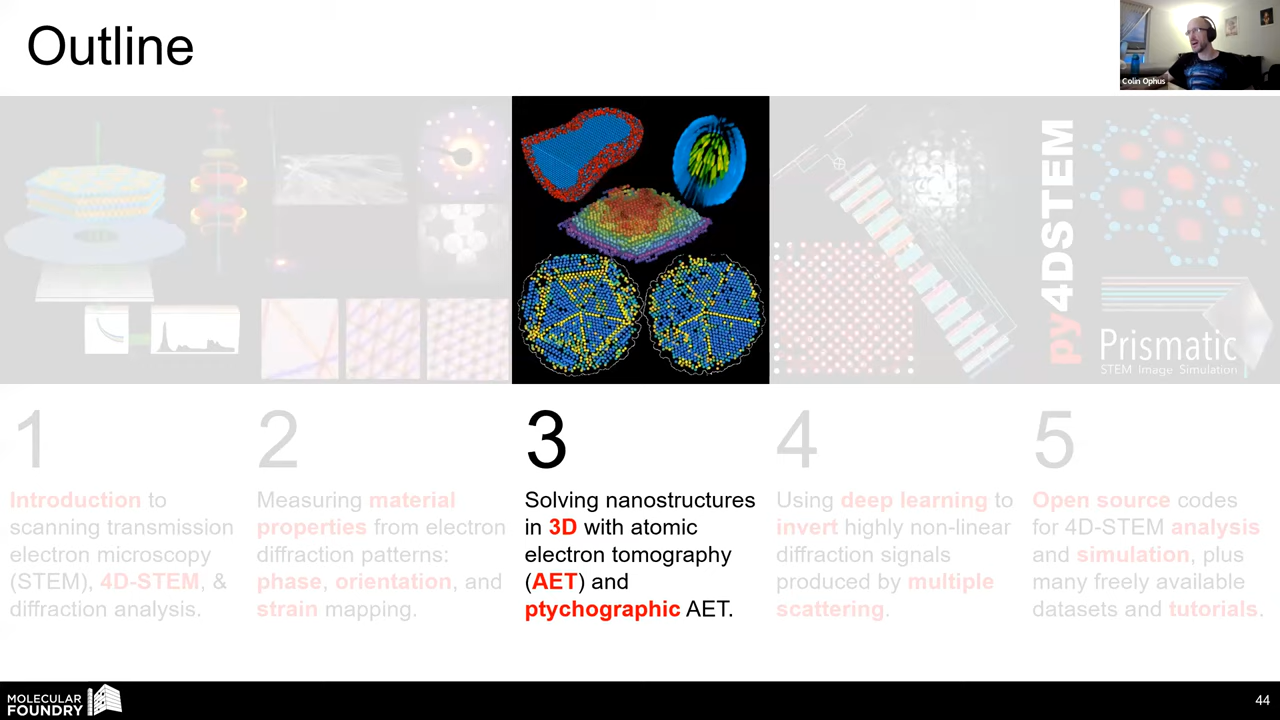 Outline
Colin Ophus
py4DSTEM
Prismatic
STEM Image Simulation
1
Introduction to
scanning transmission
electron microscopy
(STEM), 4D-STEM, &
diffraction analysis.
2
Measuring material
properties from electron
diffraction patterns:
phase, orientation, and
strain mapping.
3
Solving nanostructures
in 3D with atomic
electron tomography
(AET) and
ptychographic AET.
4
Using deep learning to
invert highly non-linear
diffraction signals
produced by multiple
scattering.
5
Open source codes
for 4D-STEM analysis
and simulation, plus
many freely available
datasets and tutorials.
MOLECULAR
FOUNDRY
44